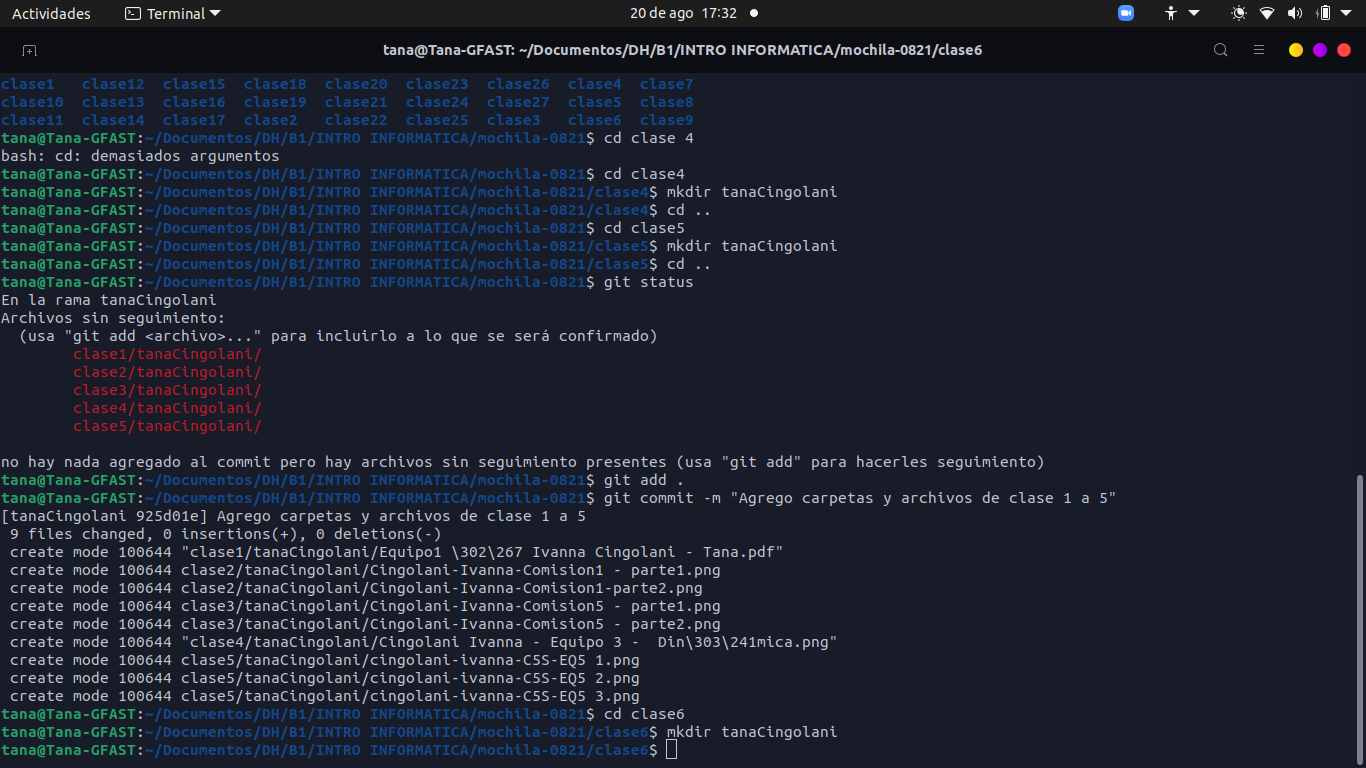 Actividades Terminal 20 de ago 17:32
tana@Tana-GFAST: ~/Documentos/DH/B1/INTRO INFORMATICA/mochila-0821/clase6
clase1 clase12 clase15 clase18 clase20 clase23 clase26 clase4 clase7
clase10 clase13 clase16 clase19 clase21 clase24 clase27 clase5 clase8
clase11 clase14 clase17 clase2 clase22 clase25 clase3 clase6 clase9
tana@Tana-GFAST:~/Documentos/DH/B1/INTRO INFORMATICA/mochila-0821$ cd clase 4
bash: cd: demasiados argumentos
tana@Tana-GFAST:~/Documentos/DH/B1/INTRO INFORMATICA/mochila-0821$ cd clase4
tana@Tana-GFAST:~/Documentos/DH/B1/INTRO INFORMATICA/mochila-0821/clase4$ mkdir tanaCingolani
tana@Tana-GFAST:~/Documentos/DH/B1/INTRO INFORMATICA/mochila-0821/clase4$ cd ..
tana@Tana-GFAST:~/Documentos/DH/B1/INTRO INFORMATICA/mochila-0821$ cd clase5
tana@Tana-GFAST:~/Documentos/DH/B1/INTRO INFORMATICA/mochila-0821/clase5$ mkdir tanaCingolani
tana@Tana-GFAST:~/Documentos/DH/B1/INTRO INFORMATICA/mochila-0821/clase5$ cd ..
tana@Tana-GFAST:~/Documentos/DH/B1/INTRO INFORMATICA/mochila-0821$ git status
En la rama tanaCingolani
Archivos sin seguimiento:
  (usa "git add <archivo>..." para incluirlo a lo que se será confirmado)
        clase1/tanaCingolani/
        clase2/tanaCingolani/
        clase3/tanaCingolani/
        clase4/tanaCingolani/
        clase5/tanaCingolani/
no hay nada agregado al commit pero hay archivos sin seguimiento presentes (usa "git add" para hacerles seguimiento)
tana@Tana-GFAST:~/Documentos/DH/B1/INTRO INFORMATICA/mochila-0821$ git add .
tana@Tana-GFAST:~/Documentos/DH/B1/INTRO INFORMATICA/mochila-0821$ git commit -m "Agrego carpetas y archivos de clase 1 a 5"
[tanaCingolani 925d01e] Agrego carpetas y archivos de clase 1 a 5
 9 files changed, 0 insertions(+), 0 deletions(-)
 create mode 100644 "clase1/tanaCingolani/Equipo1 \302\267 Ivanna Cingolani - Tana.pdf"
 create mode 100644 clase2/tanaCingolani/Cingolani-Ivanna-Comision1 - parte1.png
 create mode 100644 clase2/tanaCingolani/Cingolani-Ivanna-Comision1-parte2.png
 create mode 100644 clase3/tanaCingolani/Cingolani-Ivanna-Comision5 - parte1.png
 create mode 100644 clase3/tanaCingolani/Cingolani-Ivanna-Comision5 - parte2.png
 create mode 100644 "clase4/tanaCingolani/Cingolani Ivanna - Equipo 3 -  Din\303\241mica.png"
 create mode 100644 clase5/tanaCingolani/cingolani-ivanna-C5S-EQ5 1.png
 create mode 100644 clase5/tanaCingolani/cingolani-ivanna-C5S-EQ5 2.png
 create mode 100644 clase5/tanaCingolani/cingolani-ivanna-C5S-EQ5 3.png
tana@Tana-GFAST:~/Documentos/DH/B1/INTRO INFORMATICA/mochila-0821$ cd clase6
tana@Tana-GFAST:~/Documentos/DH/B1/INTRO INFORMATICA/mochila-0821/clase6$ mkdir tanaCingolani
tana@Tana-GFAST:~/Documentos/DH/B1/INTRO INFORMATICA/mochila-0821/clase6$